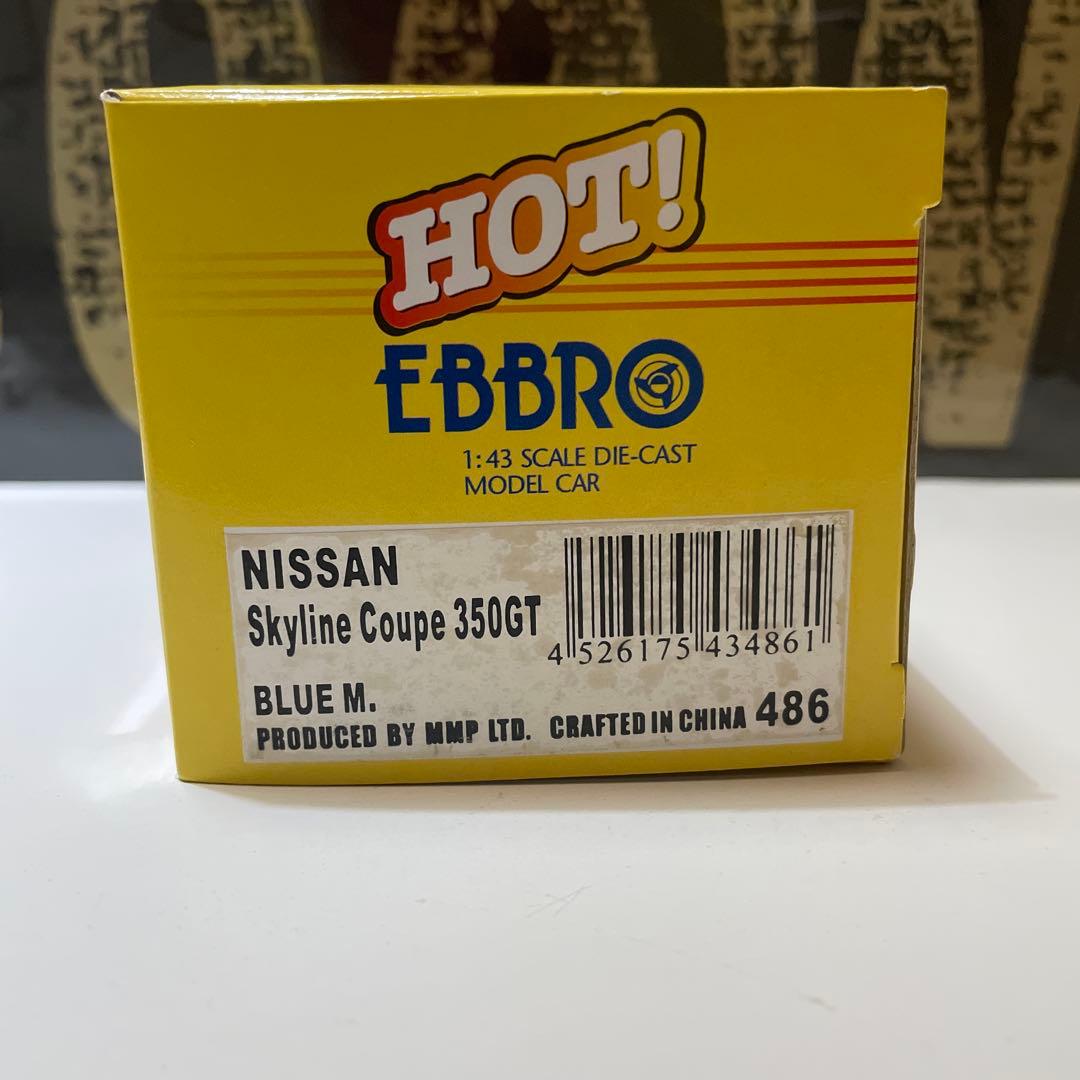 HOT!
EBBRO
1:43 SCALE DIE-CAST
MODEL CAR
NISSAN
Skyline Coupe 350GT
4 526175 434861
BLUE M.
PRODUCED BY MMP LTD. CRAFTED IN CHINA 486